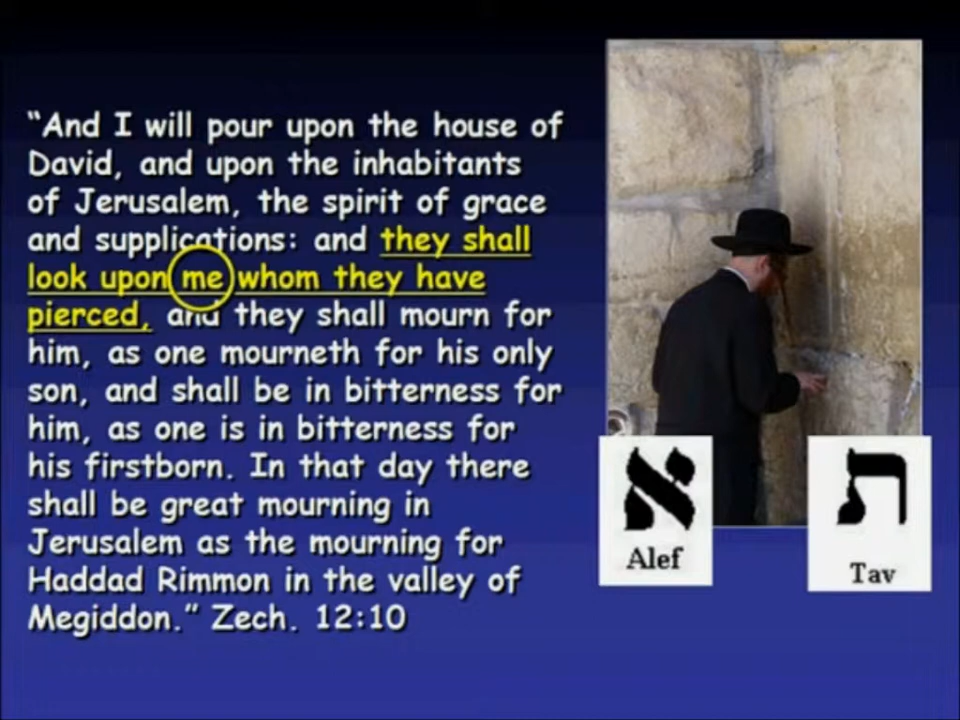 “And I will pour upon the house of
David, and upon the inhabitants
of Jerusalem, the spirit of grace
and supplications: and they shall
look upon me whom they have
pierced, and they shall mourn for
him, as one mourneth for his only
son, and shall be in bitterness for
him, as one is in bitterness for
his firstborn. In that day there
shall be great mourning in
Jerusalem as the mourning for
Haddad Rimmon in the valley of
Megiddon.” Zech. 12:10
א
Alef
ת
Tav